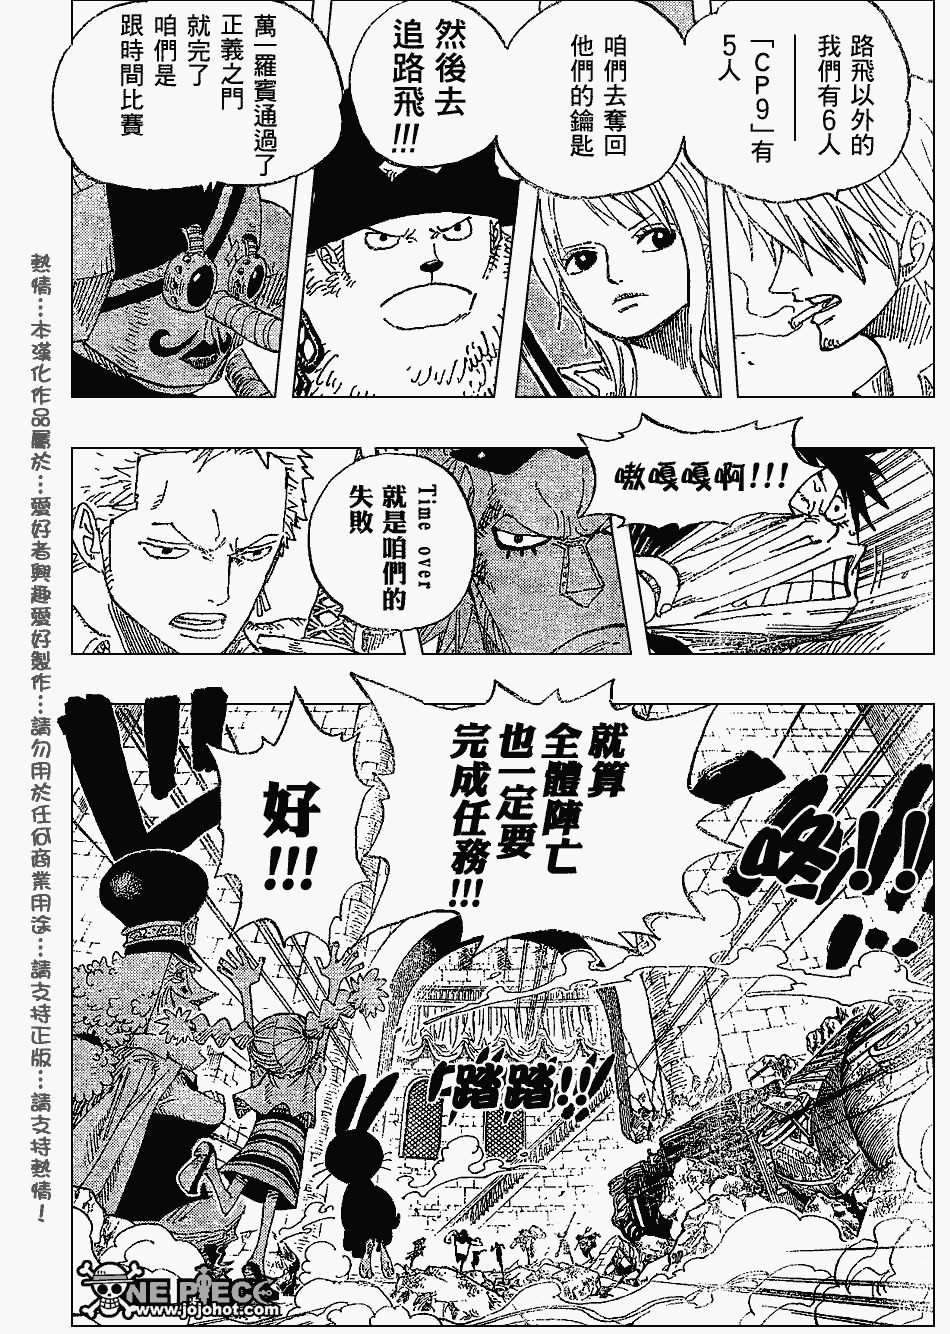 路飛以外的
我們有6人
「CP9」有
5人
咱們去奪回
他們的鑰匙
然後去
追路飛!!!
萬一羅賓通過了
正義之門
就完了
咱們是
跟時間比賽
嗷嘎嘎啊!!!
Time over
就是咱們的
失敗
咚!!
就算
全體陣亡
也一定要
完成任務!!!
好!!!
踏踏!!
熱情…本漢化作品屬於…愛好者興趣愛好製作…請勿用於任何商業用途…請支持正版…請支持熱情!
ONE PIECE
www.jojohot.com